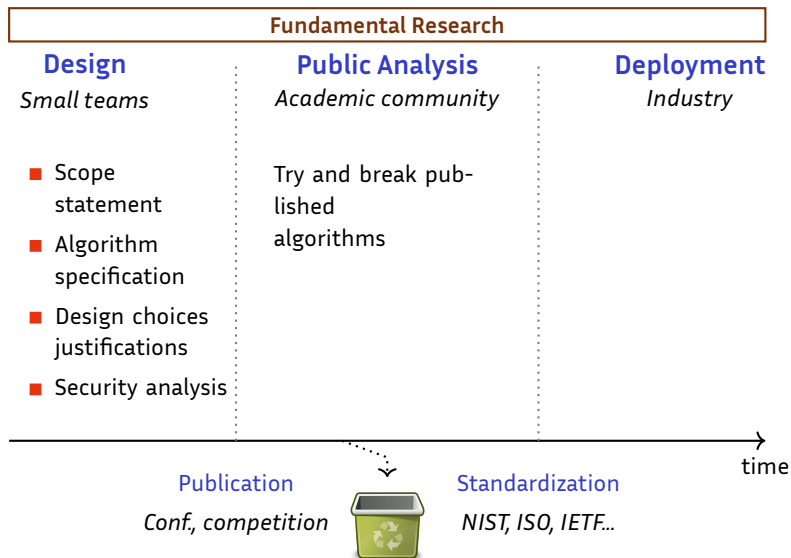 Fundamental Research
Design
Small teams
Scope
statement
Algorithm
specification
Design choices
justifications
Security analysis
Public Analysis
Academic community
Try and break pub-
lished
algorithms
Deployment
Industry
time
Publication
Conf., competition
Standardization
NIST, ISO, IETF...